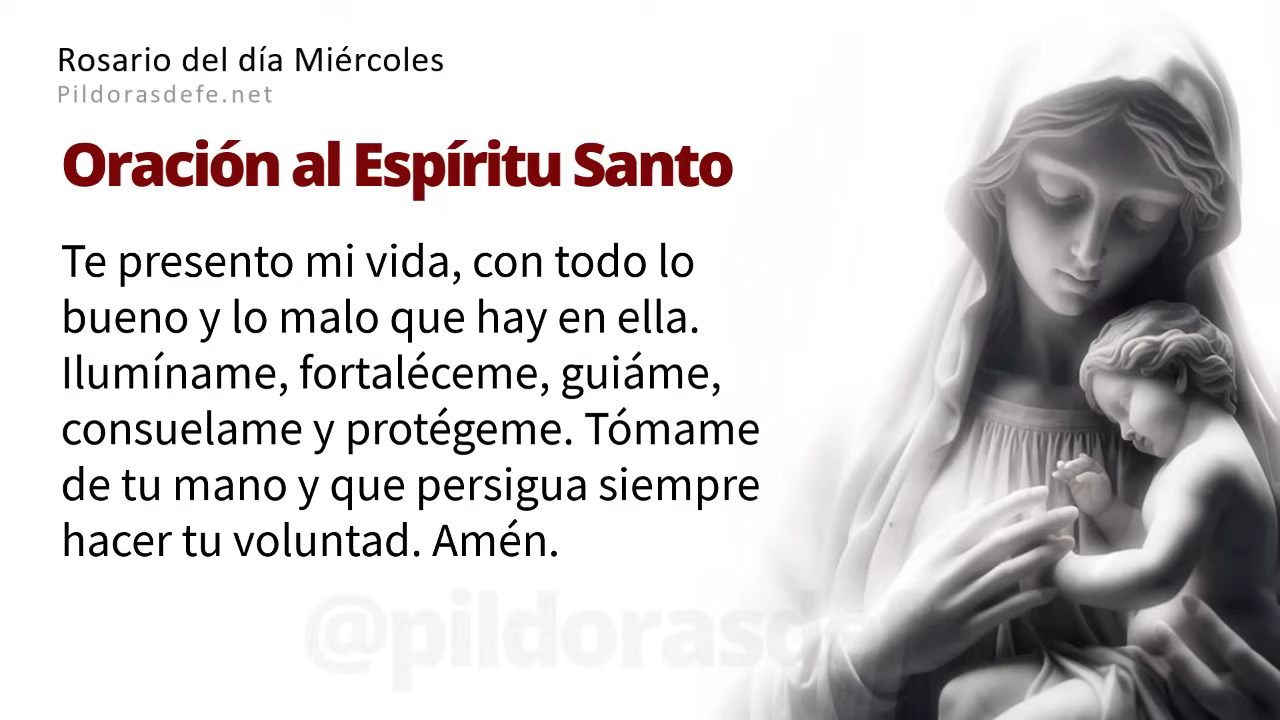 Rosario del día Miércoles
Pildorasdefe.net
Oración al Espíritu Santo
Te presento mi vida, con todo lo
bueno y lo malo que hay en ella.
Ilumíname, fortaléceme, guiáme,
consuelame y protégeme. Tómame
de tu mano y que persigua siempre
hacer tu voluntad. Amén.
@pildorasdefe